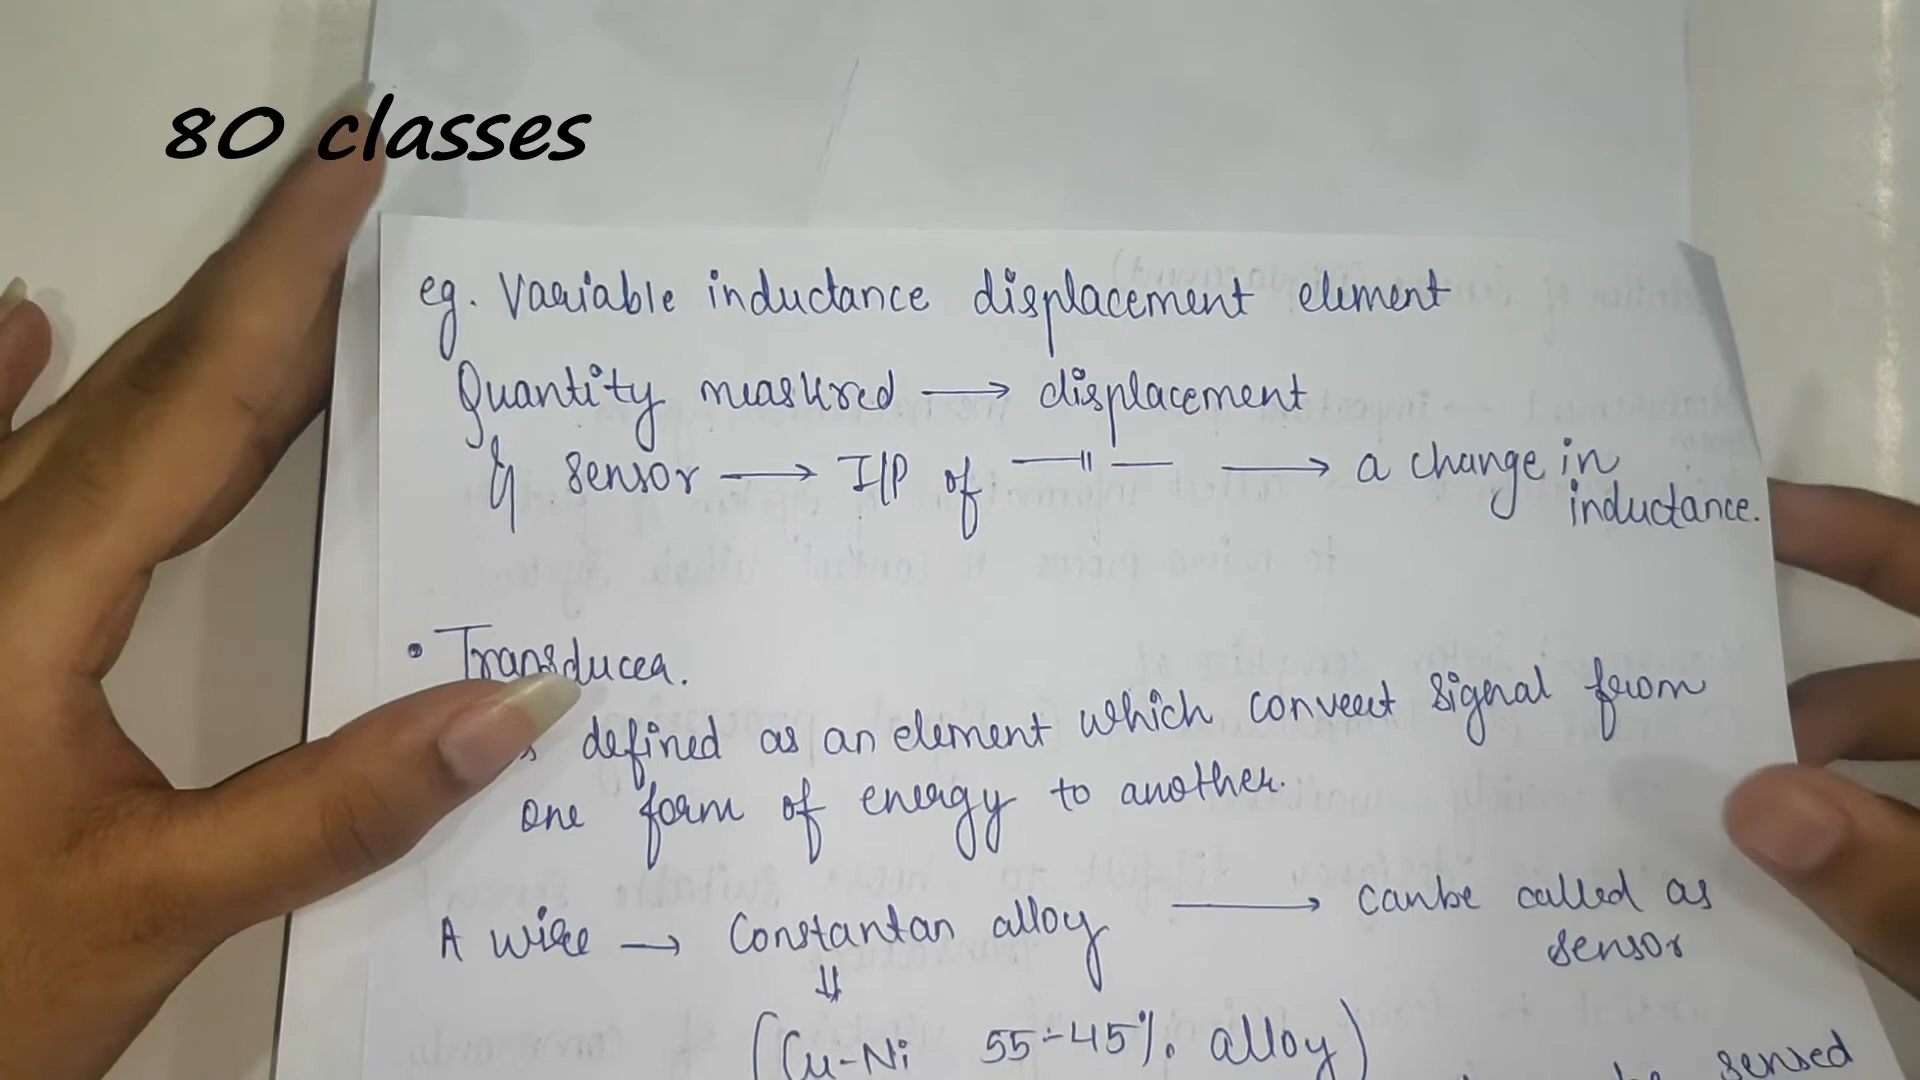 80 classes
eg. Variable inductance displacement element
Quantity measured → displacement
& sensor → I/P of —"— → a change in
inductance.
• Transducer.
defined as an element which convert signal from
one form of energy to another.
A wire → Constantan alloy → can be called as
sensor
⇓
(Cu-Ni 55-45% alloy)
sensed